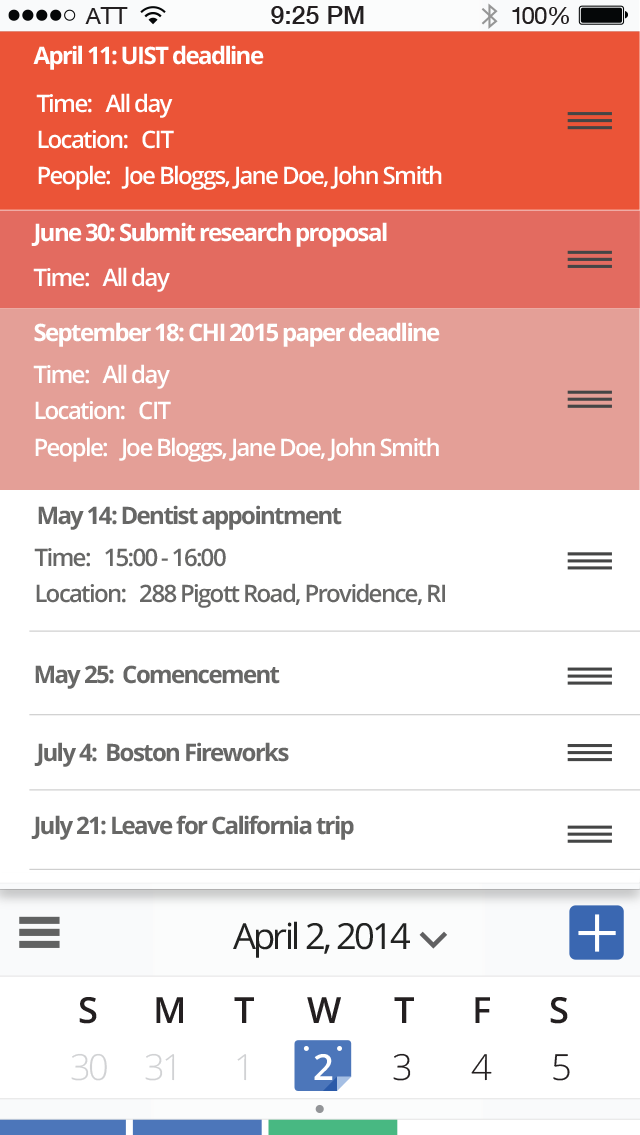 ATT 9:25 PM 100%
April 11: UIST deadline
Time: All day
Location: CIT
People: Joe Bloggs, Jane Doe, John Smith
June 30: Submit research proposal
Time: All day
September 18: CHI 2015 paper deadline
Time: All day
Location: CIT
People: Joe Bloggs, Jane Doe, John Smith
May 14: Dentist appointment
Time: 15:00 - 16:00
Location: 288 Pigott Road, Providence, RI
May 25: Comencement
July 4: Boston Fireworks
July 21: Leave for California trip
April 2, 2014
S M T W T F S
30 31 1 2 3 4 5